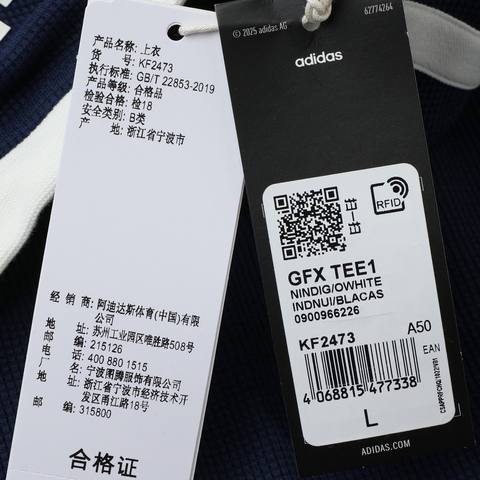 产品名称: 上衣
货 号: KF2473
执行标准: GB/T 22853-2019
产品等级: 合格品
检验合格: 检18
安全类别: B类
产 地: 浙江省宁波市
经 销 商: 阿迪达斯体育(中国)有限
公司
地 址: 苏州工业园区唯胜路508号
邮 编: 215126
电 话: 400 880 1515
厂 名: 宁波图腾服饰有限公司
地 址: 浙江省宁波市经济技术开
发区甬江路18号
邮 编: 315800
合格证
© 2025 adidas AG
62774264
adidas
RFID
GFX TEE1
NINDIG/OWHITE
INDNUI/BLACAS
0900966226
KF2473
A50
EAN
4 068815 477338
L
ADIDAS.COM